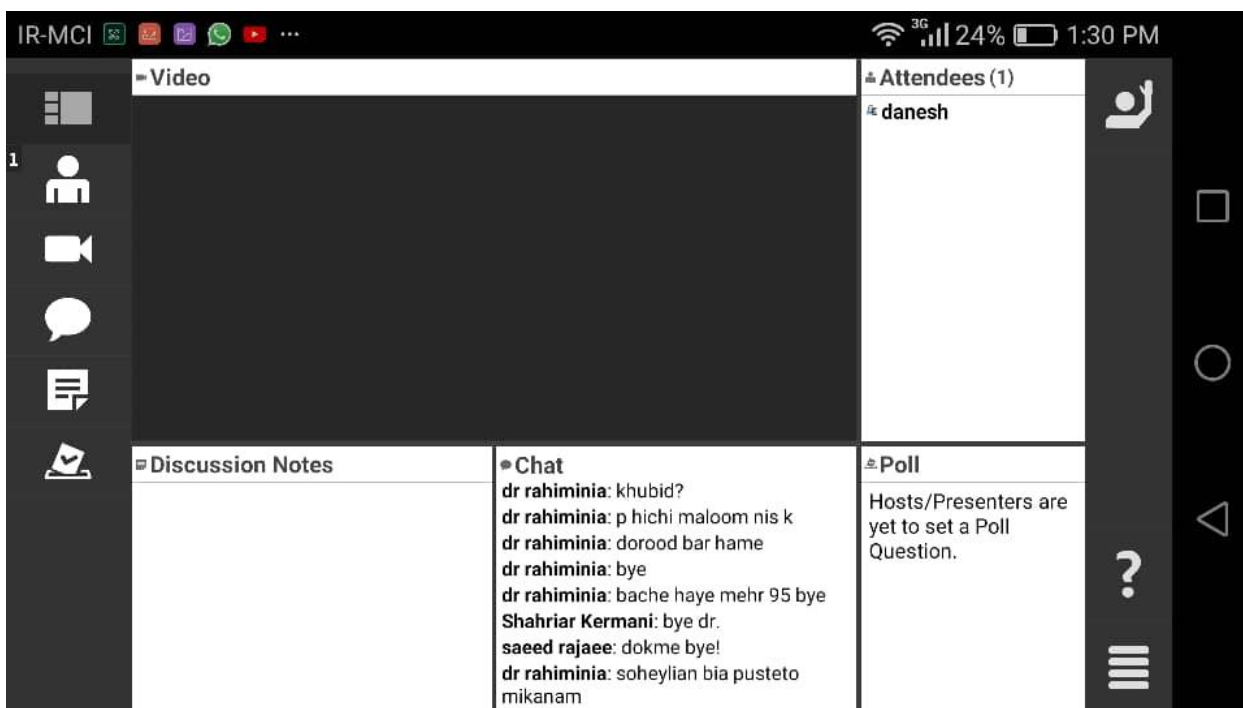 IR-MCI ... 3G 24% 1:30 PM
Video
Attendees (1)
danesh
1
Discussion Notes
Chat
dr rahiminia: khubid?
dr rahiminia: p hichi maloom nis k
dr rahiminia: dorood bar hame
dr rahiminia: bye
dr rahiminia: bache haye mehr 95 bye
Shahriar Kermani: bye dr.
saeed rajaee: dokme bye!
dr rahiminia: soheylian bia pusteto
mikanam
Poll
Hosts/Presenters are
yet to set a Poll
Question.
?